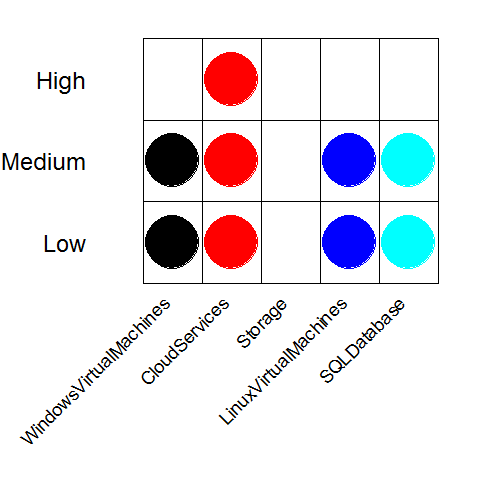 High
Medium
Low
WindowsVirtualMachines
CloudServices
Storage
LinuxVirtualMachines
SQLDatabase